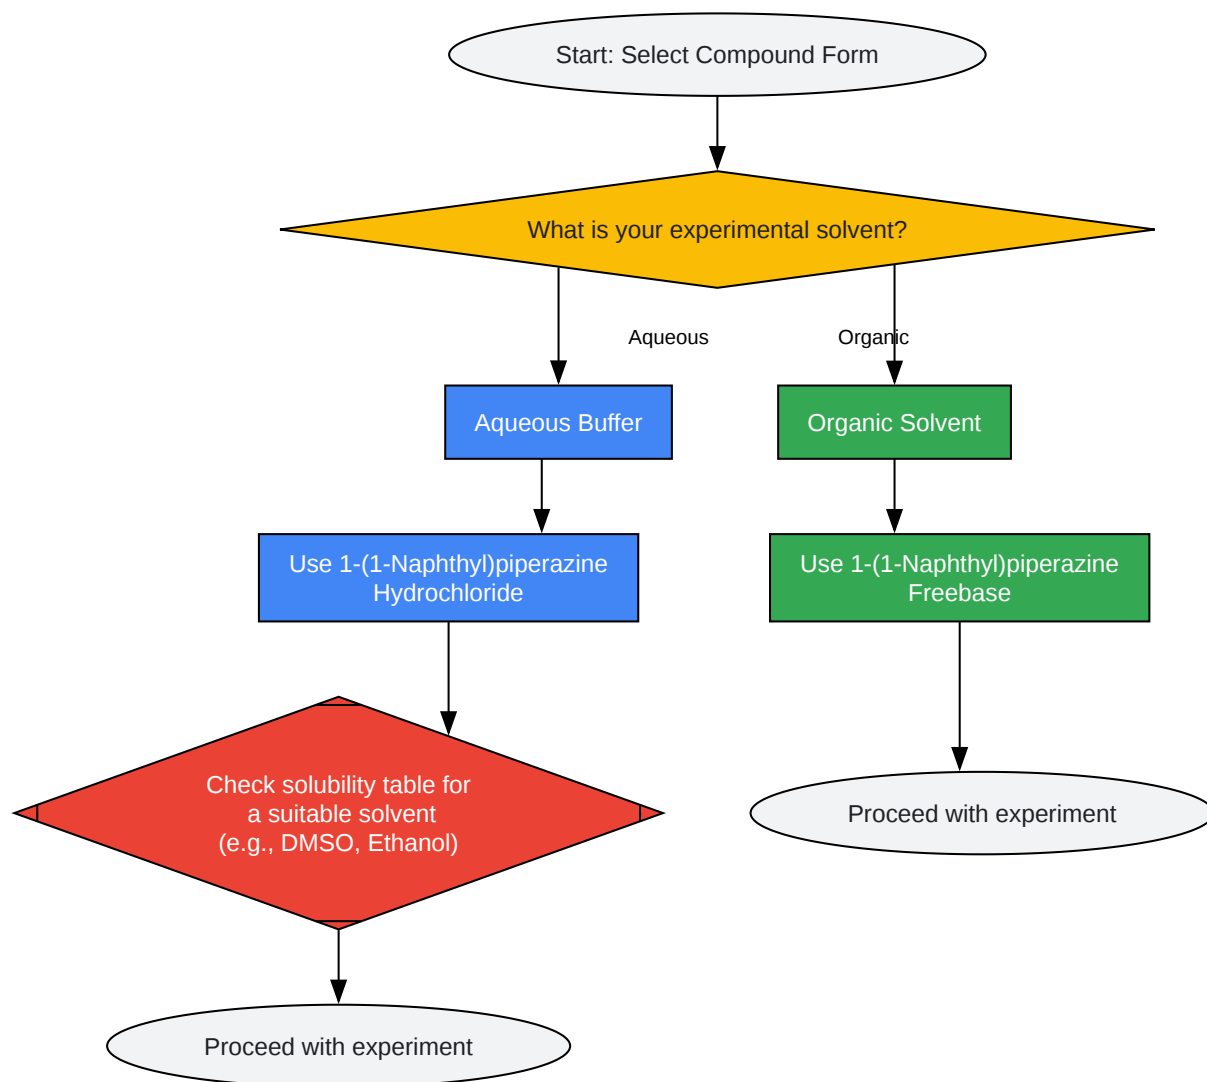 Start: Select Compound Form
What is your experimental solvent?
Aqueous
Organic
Aqueous Buffer
Organic Solvent
Use 1-(1-Naphthyl)piperazine
Hydrochloride
Use 1-(1-Naphthyl)piperazine
Freebase
Check solubility table for
a suitable solvent
(e.g., DMSO, Ethanol)
Proceed with experiment
Proceed with experiment